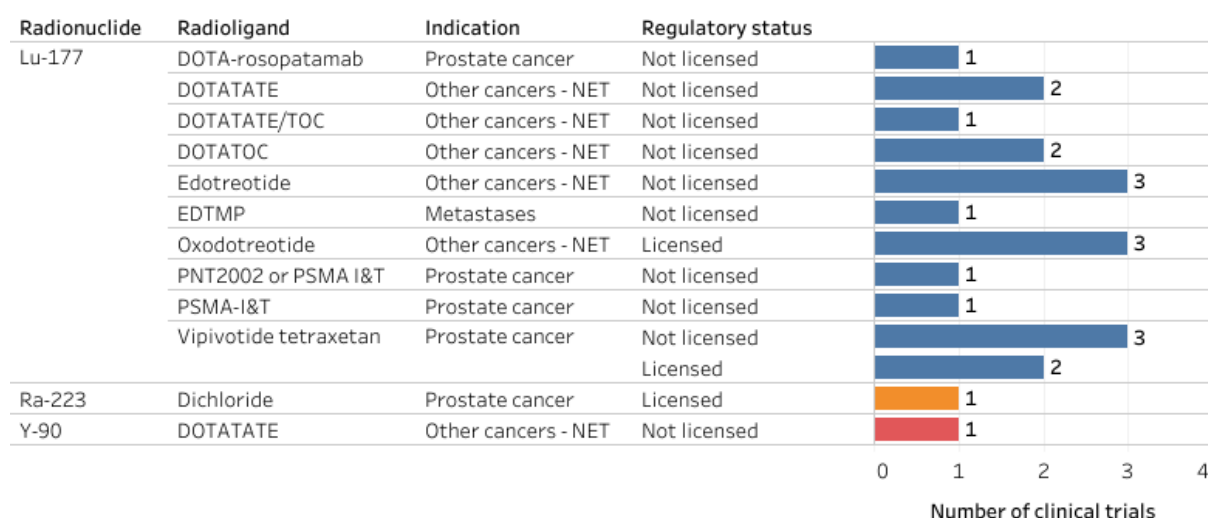 Radionuclide Radioligand Indication Regulatory status
Lu-177 DOTA-rosopatamab Prostate cancer Not licensed 1
DOTATATE Other cancers - NET Not licensed 2
DOTATATE/TOC Other cancers - NET Not licensed 1
DOTATOC Other cancers - NET Not licensed 2
Edotreotide Other cancers - NET Not licensed 3
EDTMP Metastases Not licensed 1
Oxodotreotide Other cancers - NET Licensed 3
PNT2002 or PSMA I&T Prostate cancer Not licensed 1
PSMA-I&T Prostate cancer Not licensed 1
Vipivotide tetraxetan Prostate cancer Not licensed 3
Licensed 2
Ra-223 Dichloride Prostate cancer Licensed 1
Y-90 DOTATATE Other cancers - NET Not licensed 1
0 1 2 3 4
Number of clinical trials